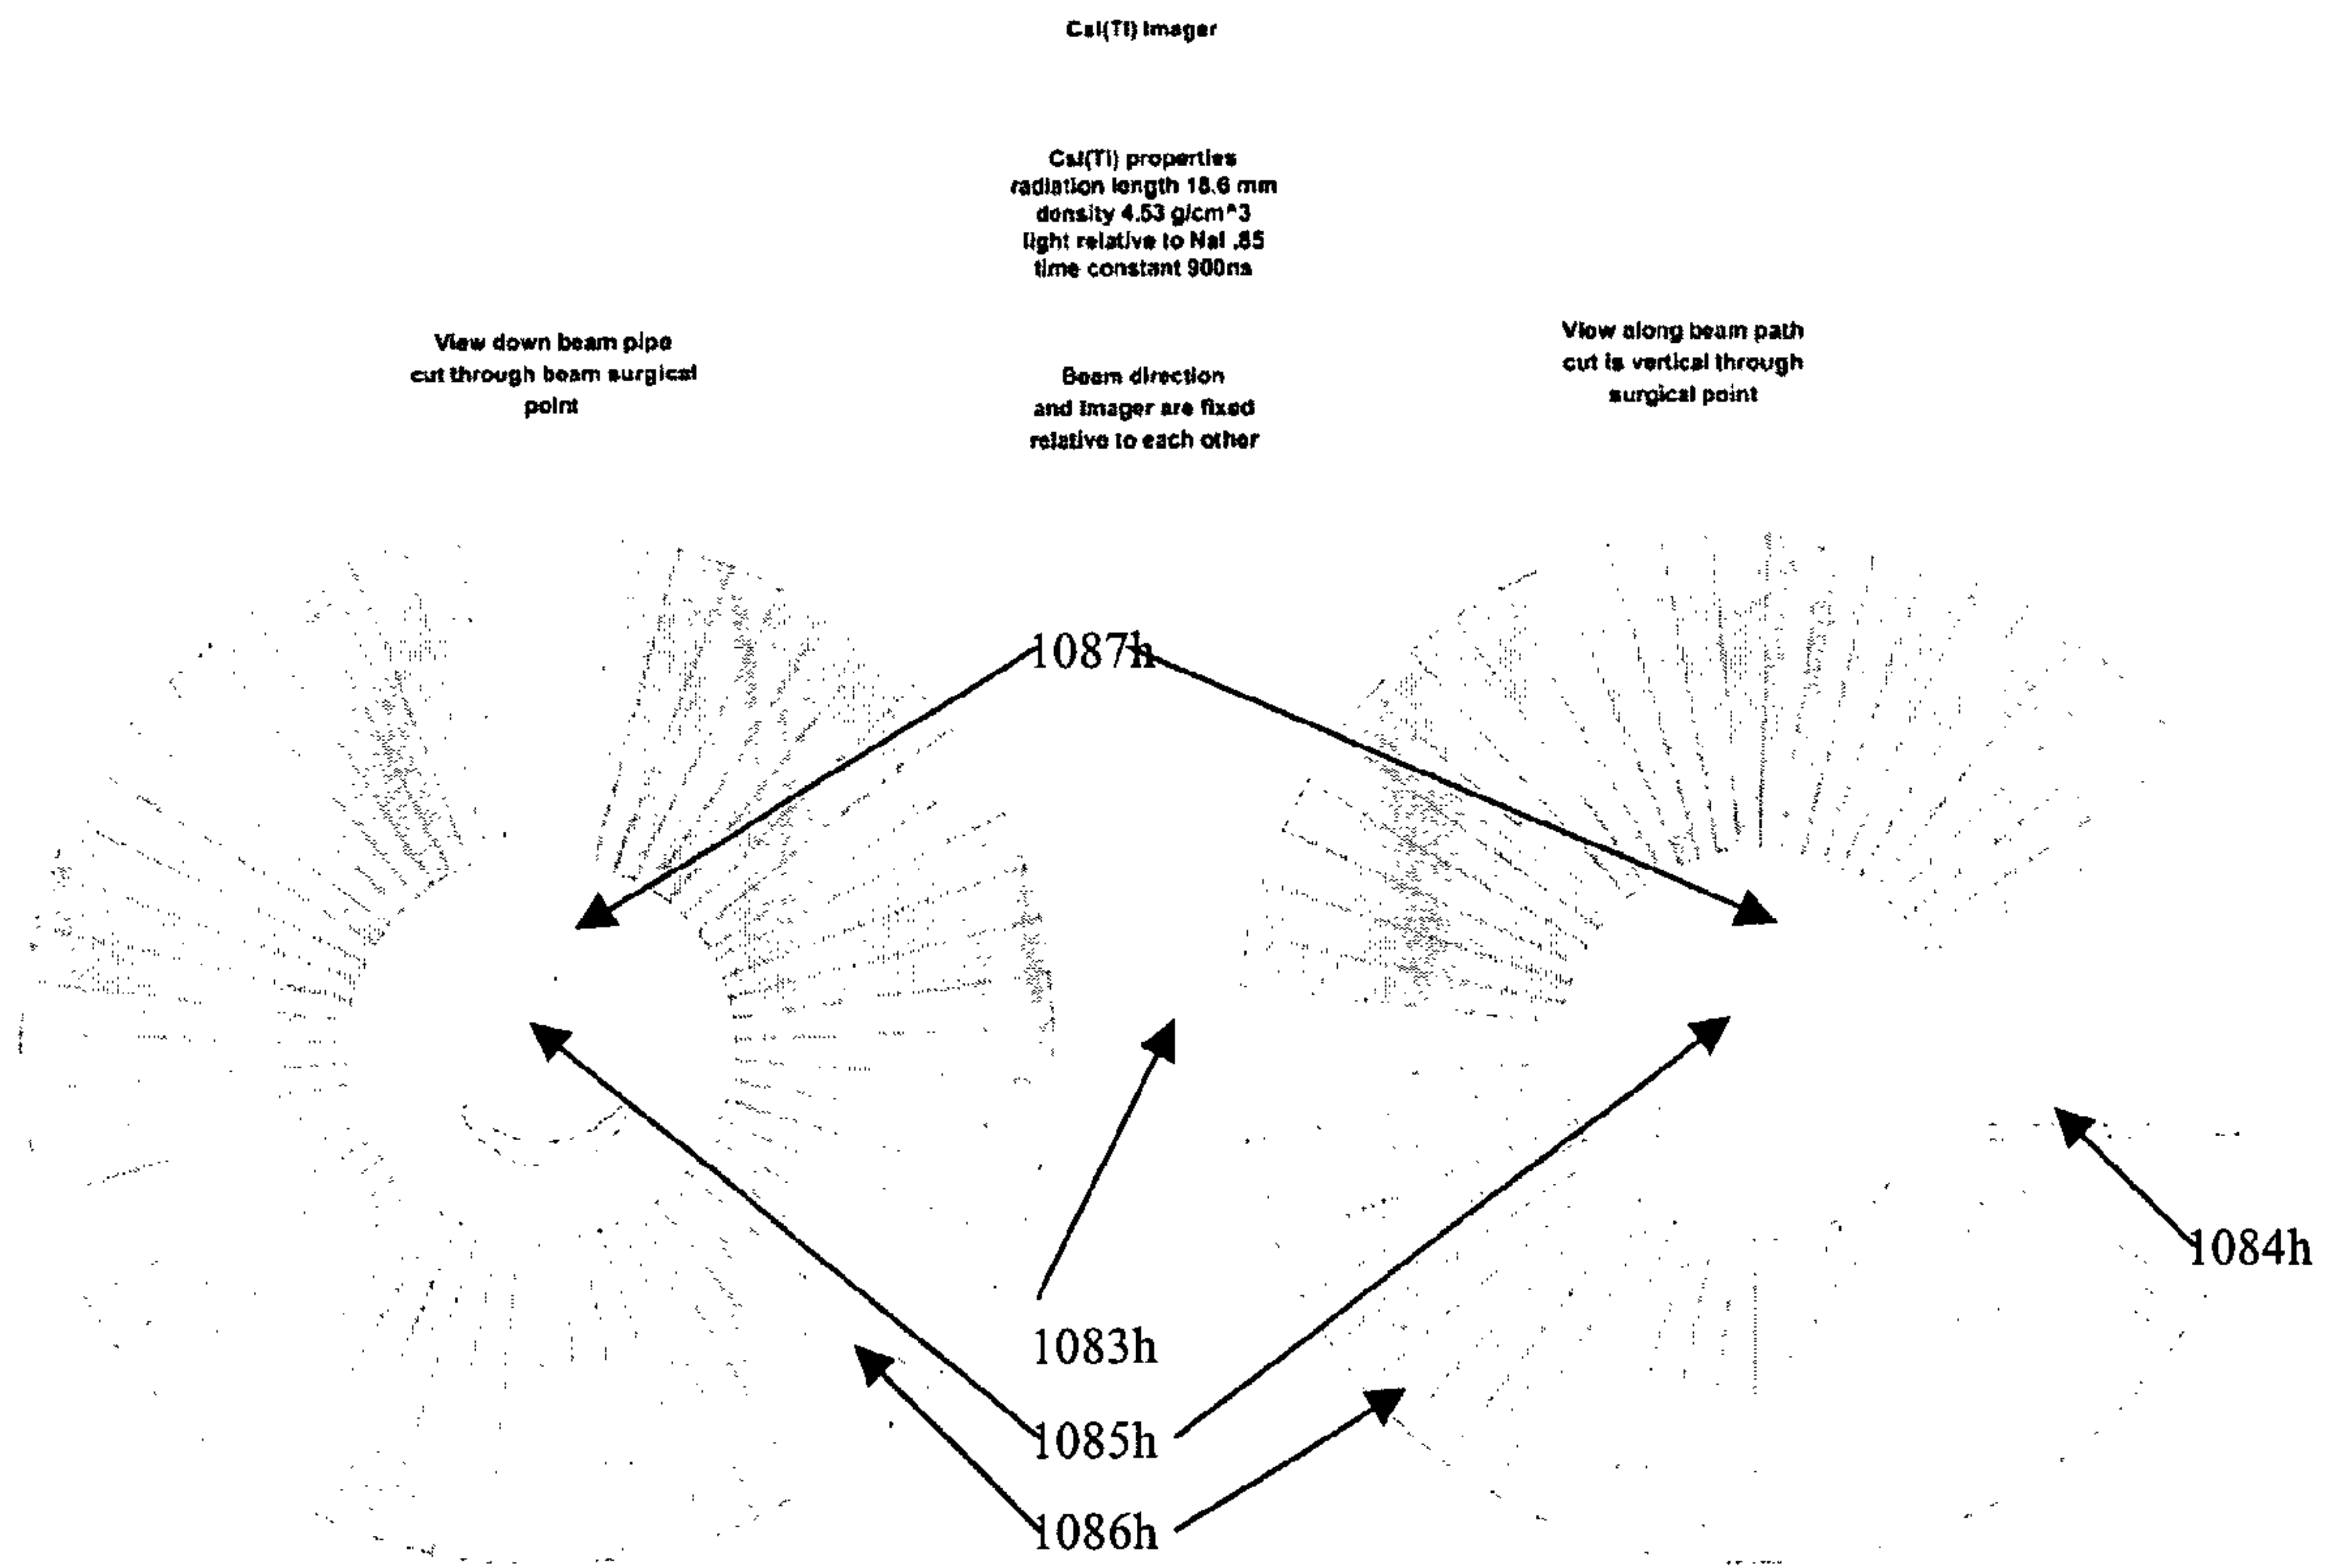 CsI(Tl) Imager
CsI(Tl) properties
radiation length 18.6 mm
density 4.53 g/cm^3
light relative to NaI .85
time constant 900ns
View down beam pipe
cut through beam surgical
point
Beam direction
and Imager are fixed
relative to each other
View along beam path
cut is vertical through
surgical point
1087h
1084h
1083h
1085h
1086h